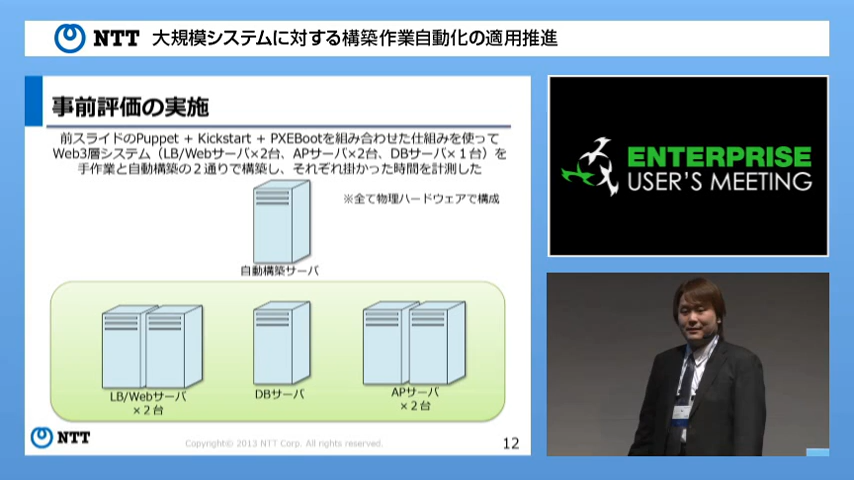 NTT 大規模システムに対する構築作業自動化の適用推進
事前評価の実施
前スライドのPuppet + Kickstart + PXEBootを組み合わせた仕組みを使って
Web3層システム（LB/Webサーバ×2台、APサーバ×2台、DBサーバ×１台）を
手作業と自動構築の２通りで構築し、それぞれ掛かった時間を計測した
※全て物理ハードウェアで構成
自動構築サーバ
LB/Webサーバ
×２台
DBサーバ
APサーバ
×２台
NTT
Copyright© 2013 NTT Corp. All rights reserved.
12
ENTERPRISE
USER'S MEETING